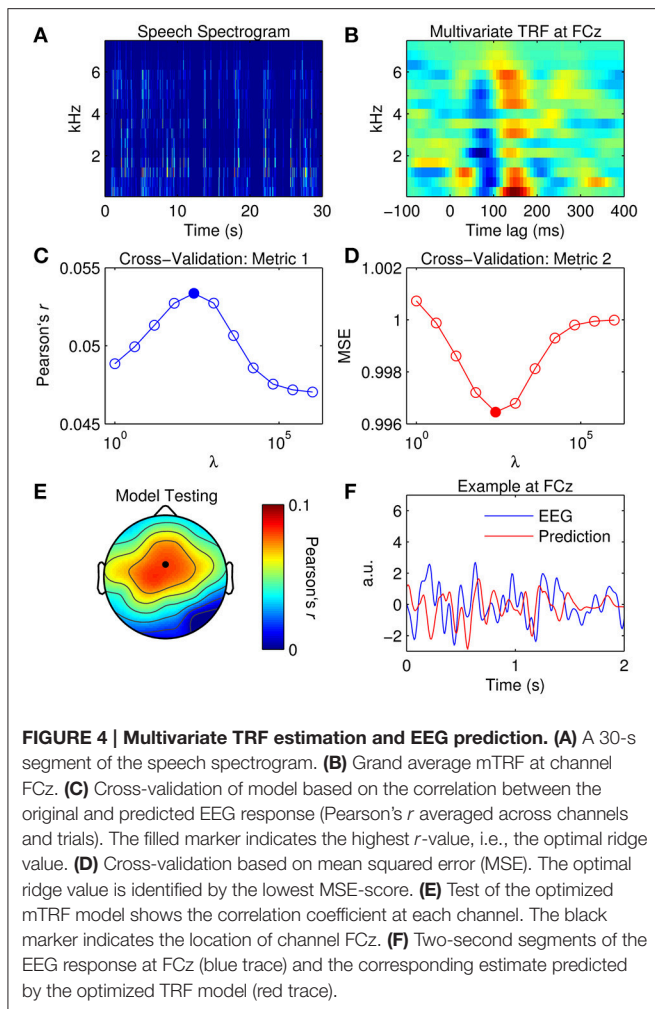 A
Speech Spectrogram
kHz
6
4
2
0 10 20 30
Time (s)
B
Multivariate TRF at FCz
kHz
6
4
2
-100 0 100 200 300 400
Time lag (ms)
C
Cross-Validation: Metric 1
Pearson's r
0.055
0.05
0.045
10⁰ 10⁵
λ
D
Cross-Validation: Metric 2
MSE
1.002
1
0.998
0.996
10⁰ 10⁵
λ
E
Model Testing
0.1
Pearson's r
0
F
Example at FCz
a.u.
6
4
2
0
−2
EEG
Prediction
0 1 2
Time (s)
FIGURE 4 | Multivariate TRF estimation and EEG prediction. (A) A 30-s
segment of the speech spectrogram. (B) Grand average mTRF at channel
FCz. (C) Cross-validation of model based on the correlation between the
original and predicted EEG response (Pearson's r averaged across channels
and trials). The filled marker indicates the highest r-value, i.e., the optimal ridge
value. (D) Cross-validation based on mean squared error (MSE). The optimal
ridge value is identified by the lowest MSE-score. (E) Test of the optimized
mTRF model shows the correlation coefficient at each channel. The black
marker indicates the location of channel FCz. (F) Two-second segments of the
EEG response at FCz (blue trace) and the corresponding estimate predicted
by the optimized TRF model (red trace).